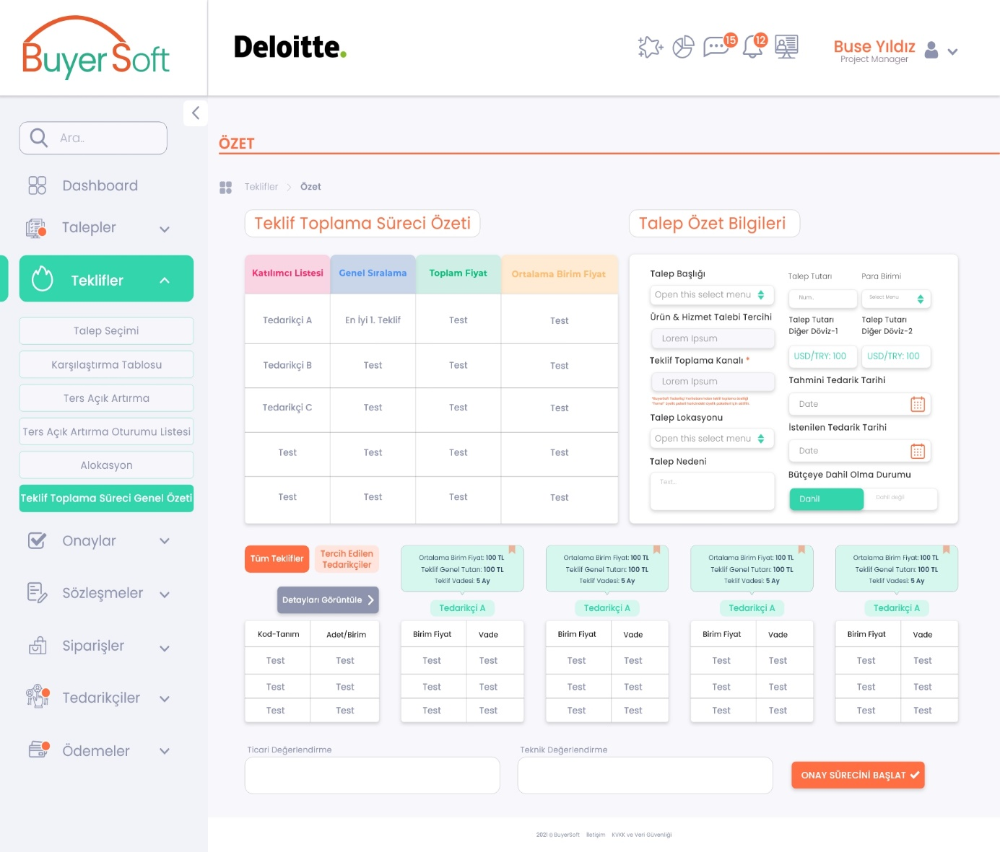 BuyerSoft
Deloitte.
15
12
Buse Yıldız
Project Manager
Ara..
Dashboard
Talepler
Teklifler
Talep Seçimi
Karşılaştırma Tablosu
Ters Açık Artırma
Ters Açık Artırma Oturumu Listesi
Alokasyon
Teklif Toplama Süreci Genel Özeti
Onaylar
Sözleşmeler
Siparişler
Tedarikçiler
Ödemeler
ÖZET
Teklifler > Özet
Teklif Toplama Süreci Özeti
Katılımcı Listesi Genel Sıralama Toplam Fiyat Ortalama Birim Fiyat
Tedarikçi A En İyi 1. Teklif Test Test
Tedarikçi B Test Test Test
Tedarikçi C Test Test Test
Test Test Test Test
Test Test Test Test
Talep Özet Bilgileri
Talep Başlığı
Open this select menu
Ürün & Hizmet Talebi Tercihi
Lorem Ipsum
Teklif Toplama Kanalı *
Lorem Ipsum
Talep Lokasyonu
Open this select menu
Talep Nedeni
Text...
Talep Tutarı Para Birimi
Num.. Select Menu
Talep Tutarı Talep Tutarı
Diğer Döviz-1 Diğer Döviz-2
USD/TRY: 100 USD/TRY: 100
Tahmini Tedarik Tarihi
Date
İstenilen Tedarik Tarihi
Date
Bütçeye Dahil Olma Durumu
Dahil Dahil değil
Tüm Teklifler
Tercih Edilen
Tedarikçiler
Detayları Görüntüle
Kod-Tanım Adet/Birim
Test Test
Test Test
Test Test
Ortalama Birim Fiyat: 100 TL
Teklif Genel Tutarı: 100 TL
Teklif Vadesi: 5 Ay
Tedarikçi A
Birim Fiyat Vade
Test Test
Test Test
Test Test
Ortalama Birim Fiyat: 100 TL
Teklif Genel Tutarı: 100 TL
Teklif Vadesi: 5 Ay
Tedarikçi A
Birim Fiyat Vade
Test Test
Test Test
Test Test
Ortalama Birim Fiyat: 100 TL
Teklif Genel Tutarı: 100 TL
Teklif Vadesi: 5 Ay
Tedarikçi A
Birim Fiyat Vade
Test Test
Test Test
Test Test
Ortalama Birim Fiyat: 100 TL
Teklif Genel Tutarı: 100 TL
Teklif Vadesi: 5 Ay
Tedarikçi A
Birim Fiyat Vade
Test Test
Test Test
Test Test
Ticari Değerlendirme
Teknik Değerlendirme
ONAY SÜRECİNİ BAŞLAT
2021 © BuyerSoft İletişim KVKK ve Veri Güvenliği